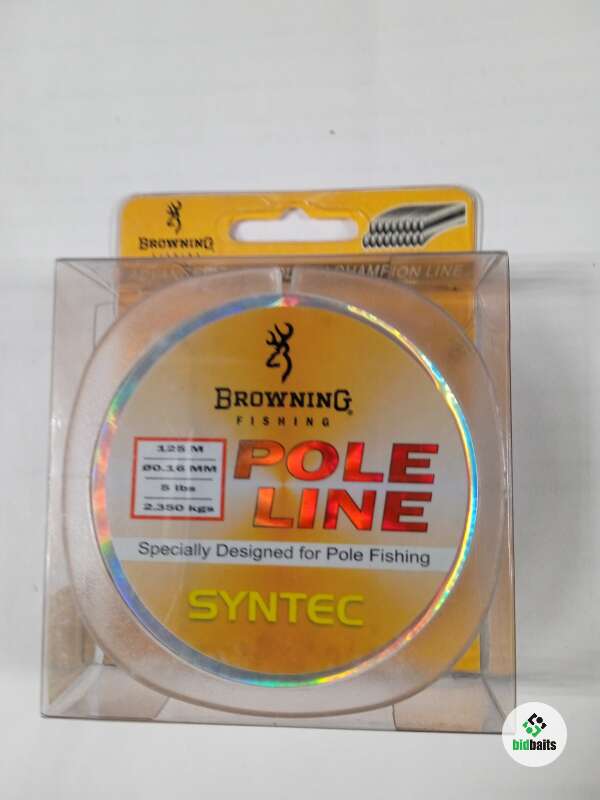 BROWNING
CHAMPION LINE
BROWNING
FISHING
125 M
Ø0.16 MM
5 lbs
2.350 kgs
POLE
LINE
Specially Designed for Pole Fishing
SYNTEC
bidbaits